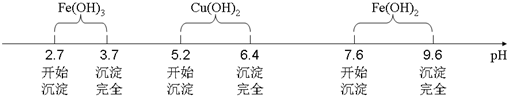 Fe(OH)₃ Cu(OH)₂ Fe(OH)₂
2.7 3.7 5.2 6.4 7.6 9.6 pH
开始 沉淀 开始 沉淀 开始 沉淀
沉淀 完全 沉淀 完全 沉淀 完全